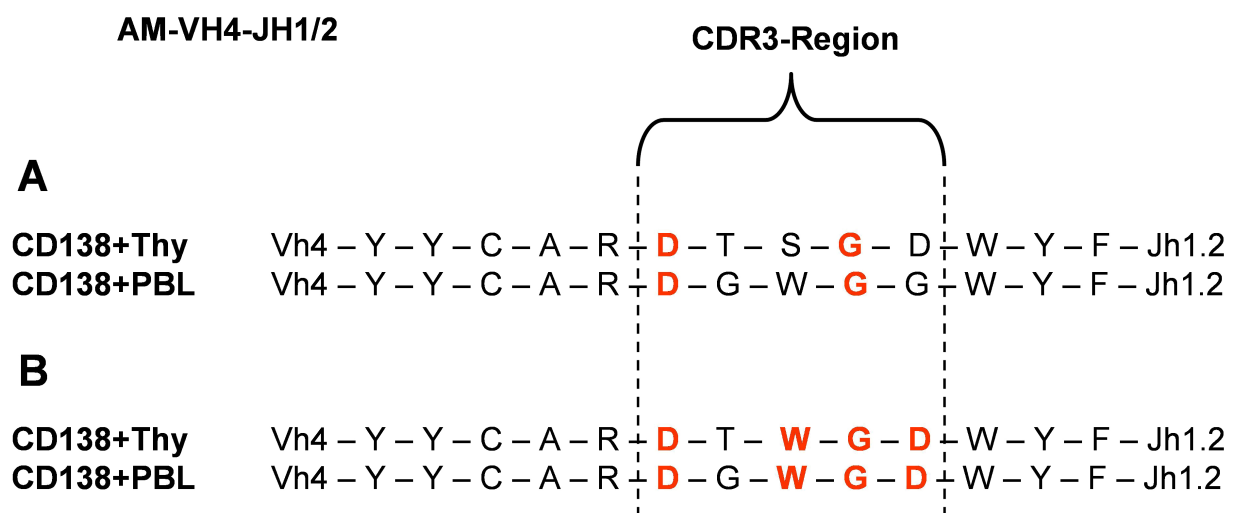 AM-VH4-JH1/2
CDR3-Region
A
CD138+Thy Vh4 – Y – Y – C – A – R – D – T – S – G – D – W – Y – F – Jh1.2
CD138+PBL Vh4 – Y – Y – C – A – R – D – G – W – G – G – W – Y – F – Jh1.2
B
CD138+Thy Vh4 – Y – Y – C – A – R – D – T – W – G – D – W – Y – F – Jh1.2
CD138+PBL Vh4 – Y – Y – C – A – R – D – G – W – G – D – W – Y – F – Jh1.2